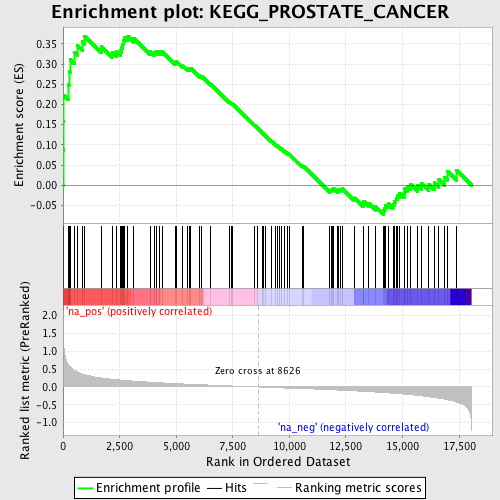 Enrichment plot: KEGG_PROSTATE_CANCER
Enrichment score (ES)
0.35
0.30
0.25
0.20
0.15
0.10
0.05
0.00
-0.05
'na_pos' (positively correlated)
Ranked list metric (PreRanked)
2.0
1.5
1.0
0.5
0.0
-0.5
-1.0
Zero cross at 8626
'na_neg' (negatively correlated)
0
2,500
5,000
7,500
10,000
12,500
15,000
17,500
Rank in Ordered Dataset
Enrichment profile
Hits
Ranking metric scores